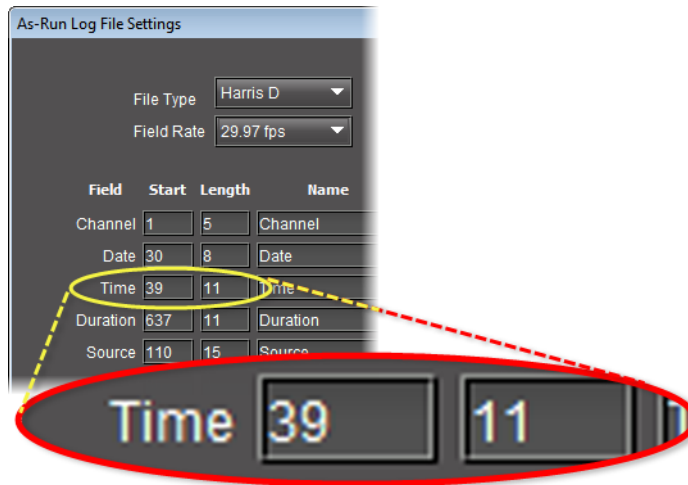 As-Run Log File Settings
File Type Harris D
Field Rate 29.97 fps
Field Start Length Name
Channel 1 5 Channel
Date 30 8 Date
Time 39 11 Time
Duration 637 11 Duration
Source 110 15 Source
Time 39 11